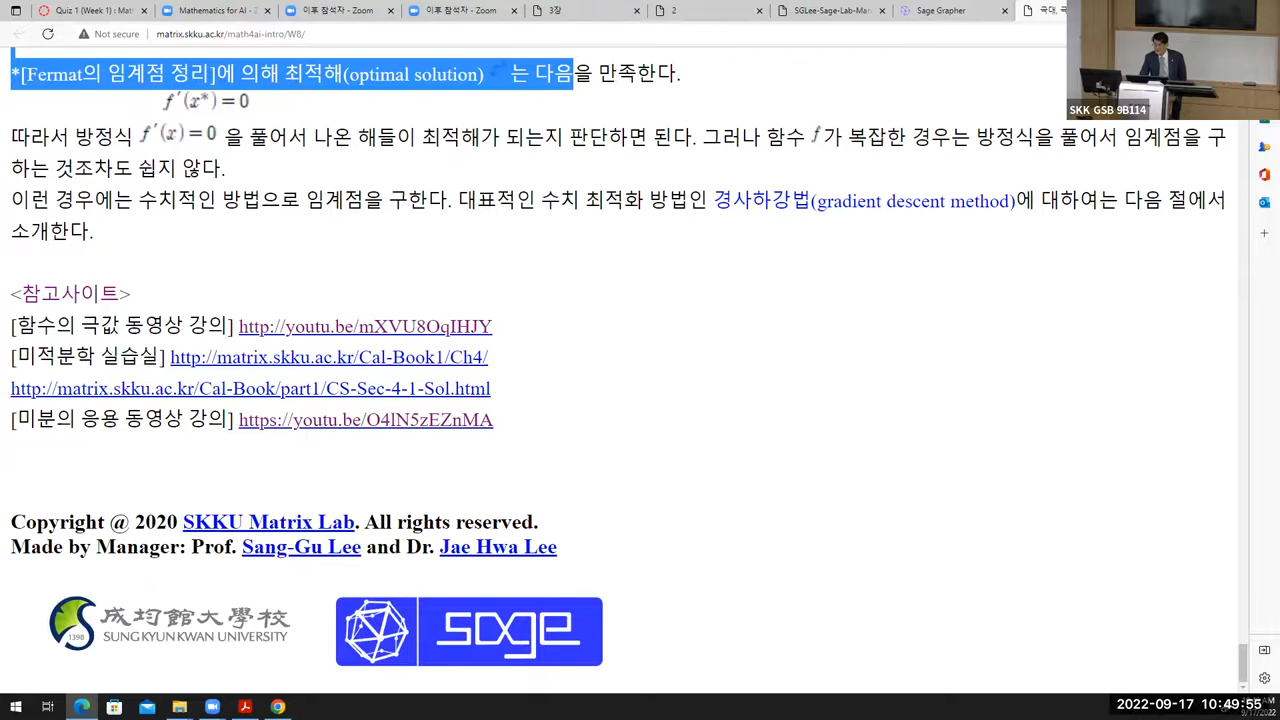 Quiz 1 (Week 1) : M
Mathematics for AI - Z
이후 참석자 - Zoom
이후 참석자 - Zoom
3장
2
SGLee-Sage-Lab-Man
Sage Grapher
Not secure
matrix.skku.ac.kr/math4ai-intro/W8/
SKK GSB 9B114
*[Fermat의 임계점 정리]에 의해 최적해(optimal solution) 는 다음을 만족한다.
f′(x*)=0
따라서 방정식 f′(x)=0 을 풀어서 나온 해들이 최적해가 되는지 판단하면 된다. 그러나 함수 f 가 복잡한 경우는 방정식을 풀어서 임계점을 구
하는 것조차도 쉽지 않다.
이런 경우에는 수치적인 방법으로 임계점을 구한다. 대표적인 수치 최적화 방법인 경사하강법(gradient descent method)에 대하여는 다음 절에서
소개한다.
<참고사이트>
[함수의 극값 동영상 강의] http://youtu.be/mXVU8OqIHJY
[미적분학 실습실] http://matrix.skku.ac.kr/Cal-Book1/Ch4/
http://matrix.skku.ac.kr/Cal-Book/part1/CS-Sec-4-1-Sol.html
[미분의 응용 동영상 강의] https://youtu.be/O4lN5zEZnMA
Copyright @ 2020 SKKU Matrix Lab. All rights reserved.
Made by Manager: Prof. Sang-Gu Lee and Dr. Jae Hwa Lee
1398
成均館大學校
SUNGKYUNKWAN UNIVERSITY
sage
2022-09-17 10:49:55